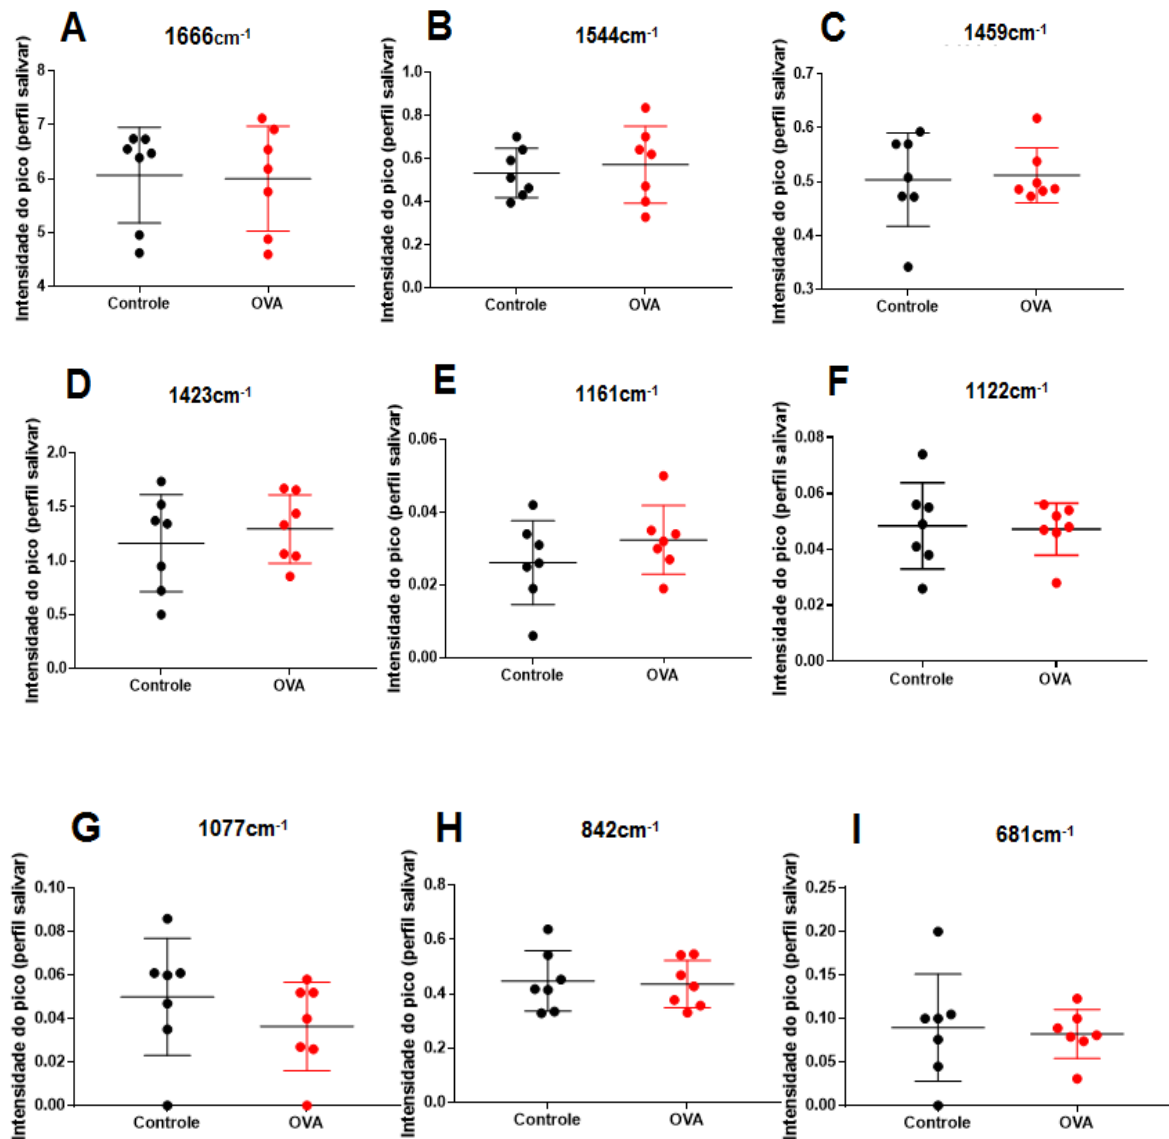 A
1666cm-1
Intensidade do pico (perfil salivar)
8
7
6
5
4
Controle
OVA
B
1544cm-1
Intensidade do pico (perfil salivar)
1.0
0.8
0.6
0.4
0.2
0.0
Controle
OVA
C
1459cm-1
Intensidade do pico (perfil salivar)
0.7
0.6
0.5
0.4
0.3
Controle
OVA
D
1423cm-1
Intensidade do pico (perfil salivar)
2.0
1.5
1.0
0.5
0.0
Controle
OVA
E
1161cm-1
Intensidade do pico (perfil salivar)
0.06
0.04
0.02
0.00
Controle
OVA
F
1122cm-1
Intensidade do pico (perfil salivar)
0.08
0.06
0.04
0.02
0.00
Controle
OVA
G
1077cm-1
Intensidade do pico (perfil salivar)
0.10
0.08
0.06
0.04
0.02
0.00
Controle
OVA
H
842cm-1
Intensidade do pico (perfil salivar)
0.8
0.6
0.4
0.2
0.0
Controle
OVA
I
681cm-1
Intensidade do pico (perfil salivar)
0.25
0.20
0.15
0.10
0.05
0.00
Controle
OVA